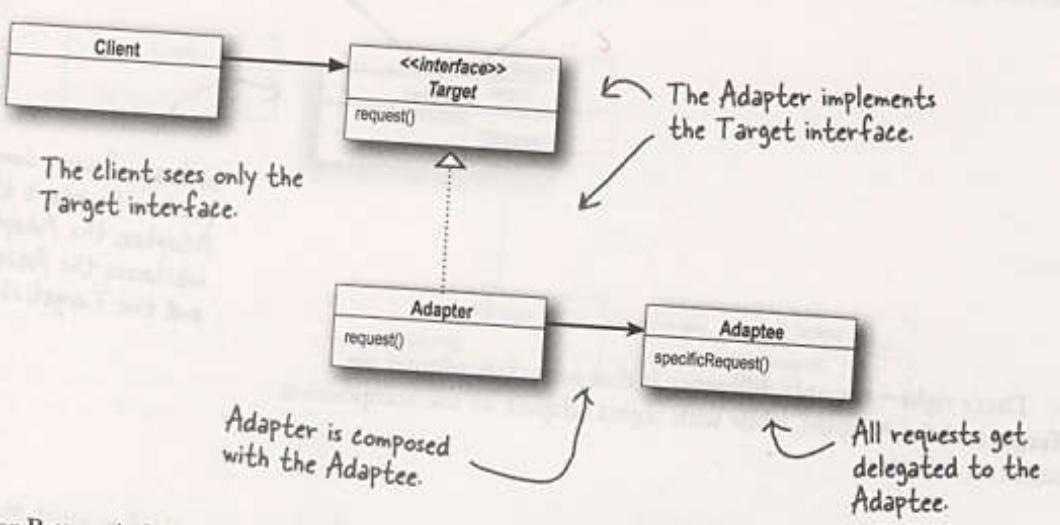 Client
<<interface>>
Target
request()
The Adapter implements
the Target interface.
The client sees only the
Target interface.
Adapter
request()
Adaptee
specificRequest()
Adapter is composed
with the Adaptee.
All requests get
delegated to the
Adaptee.